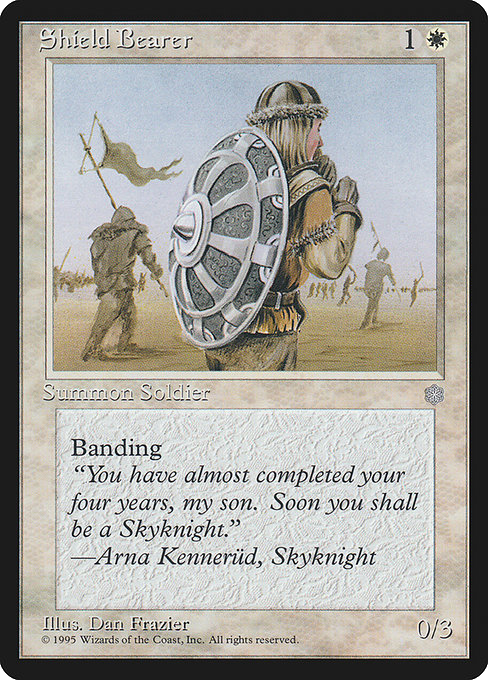 Shield Bearer 1
Summon Soldier
Banding
“You have almost completed your
four years, my son. Soon you shall
be a Skyknight.”
—Arna Kennerüd, Skyknight
Illus. Dan Frazier
© 1995 Wizards of the Coast, Inc. All rights reserved.
0/3